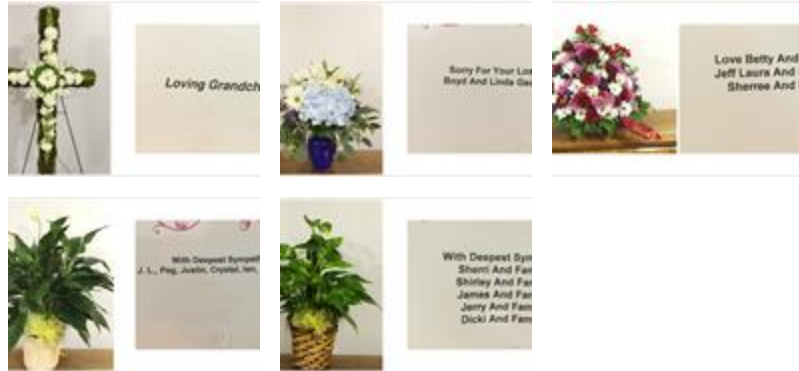 Loving Grandch
Sorry For Your Los
Boyd And Linda Gea
Love Betty And
Jeff Laura And
Sherree And
With Deepest Sympat
J. L., Peg, Justin, Crystal, Ian,
With Deepest Sym
Sherri And Fam
Shirley And Fam
James And Fam
Jerry And Fam
Dicki And Fam